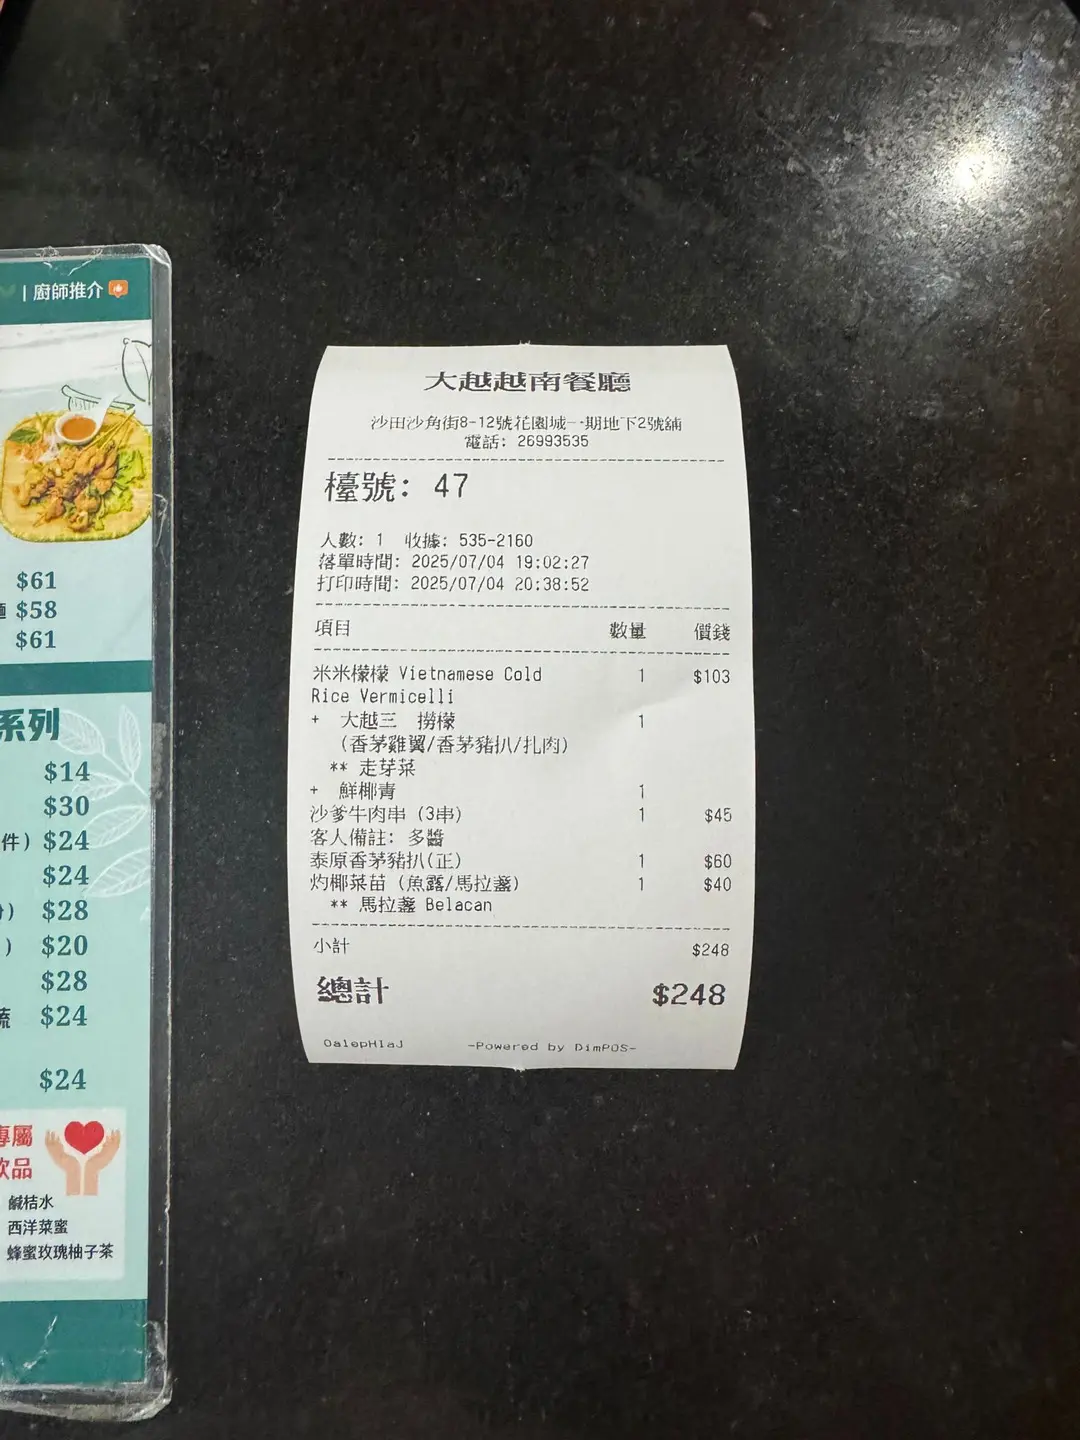 | 廚師推介
$61
$58
$61
系列
$14
$30
件) $24
$24
) $28
) $20
$28
$24
$24
專屬
飲品
鹹桔水
西洋菜蜜
蜂蜜玫瑰柚子茶
大越越南餐廳
沙田沙角街8-12號花園城一期地下2號舖
電話: 26993535
檯號: 47
人數: 1 收據: 535-2160
落單時間: 2025/07/04 19:02:27
打印時間: 2025/07/04 20:38:52
項目 數量 價錢
米米檬檬 Vietnamese Cold 1 $103
Rice Vermicelli
+ 大越三 撈檬 1
(香茅雞翼/香茅豬扒/扎肉)
** 走芽菜
+ 鮮椰青 1
沙爹牛肉串 (3串) 1 $45
客人備註: 多醬
泰原香茅豬扒(正) 1 $60
灼椰菜苗 (魚露/馬拉盞) 1 $40
** 馬拉盞 Belacan
小計 $248
總計 $248
OalepHIaJ -Powered by DimPOS-